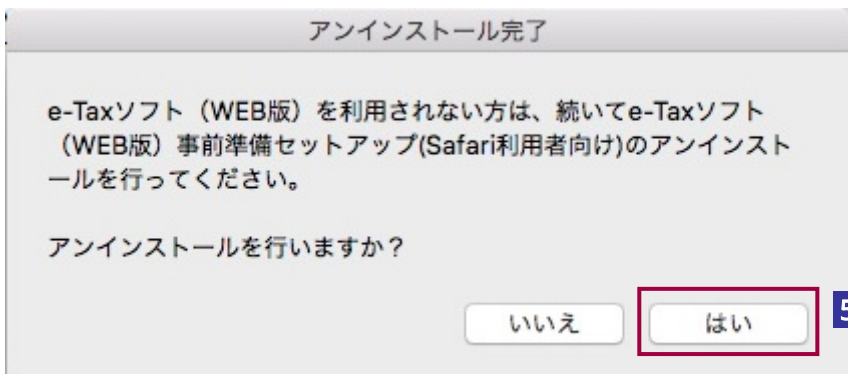 アンインストール完了
e-Taxソフト（WEB版）を利用されない方は、続いてe-Taxソフト
（WEB版）事前準備セットアップ(Safari利用者向け)のアンインスト
ールを行ってください。
アンインストールを行いますか？
いいえ
はい
5